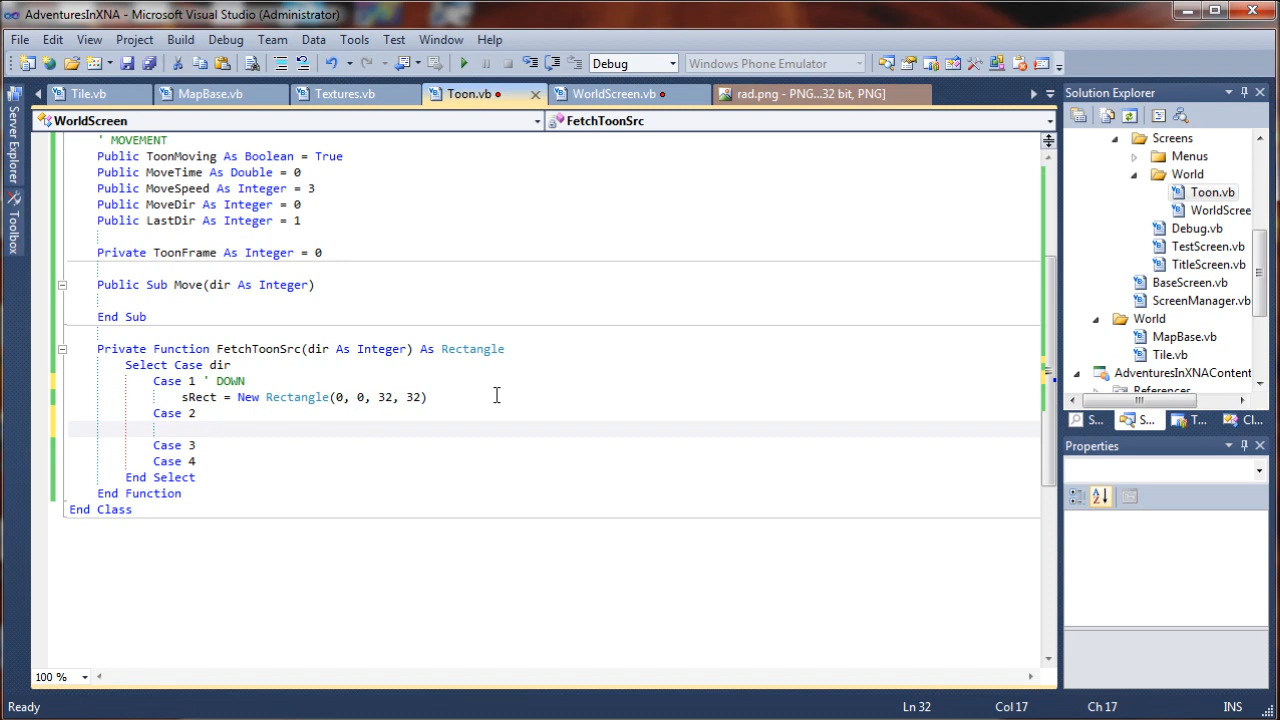 AdventuresInXNA - Microsoft Visual Studio (Administrator)
File Edit View Project Build Debug Team Data Tools Test Window Help
Debug Windows Phone Emulator
Tile.vb MapBase.vb Textures.vb Toon.vb WorldScreen.vb rad.png - PNG...32 bit, PNG]
WorldScreen FetchToonSrc
Server Explorer
Toolbox
' MOVEMENT
Public ToonMoving As Boolean = True
Public MoveTime As Double = 0
Public MoveSpeed As Integer = 3
Public MoveDir As Integer = 0
Public LastDir As Integer = 1
Private ToonFrame As Integer = 0
Public Sub Move(dir As Integer)
End Sub
Private Function FetchToonSrc(dir As Integer) As Rectangle
Select Case dir
Case 1 ' DOWN
sRect = New Rectangle(0, 0, 32, 32)
Case 2
Case 3
Case 4
End Select
End Function
End Class
100 %
Solution Explorer
Screens
Menus
World
Toon.vb
WorldScree
Debug.vb
TestScreen.vb
TitleScreen.vb
BaseScreen.vb
ScreenManager.vb
World
MapBase.vb
Tile.vb
AdventuresInXNAContent
References
S... S... T... Cl...
Properties
Ready Ln 32 Col 17 Ch 17 INS